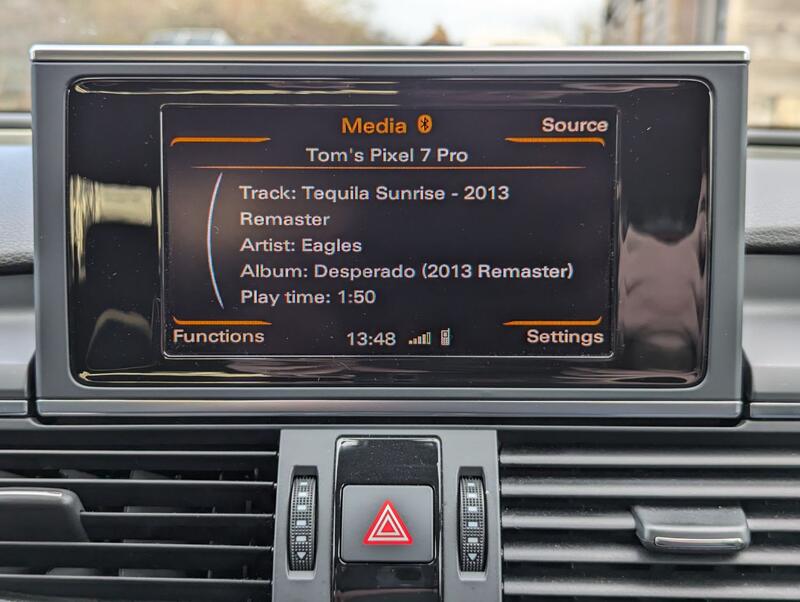 Media
Source
Tom's Pixel 7 Pro
Track: Tequila Sunrise - 2013
Remaster
Artist: Eagles
Album: Desperado (2013 Remaster)
Play time: 1:50
Functions
13:48
Settings